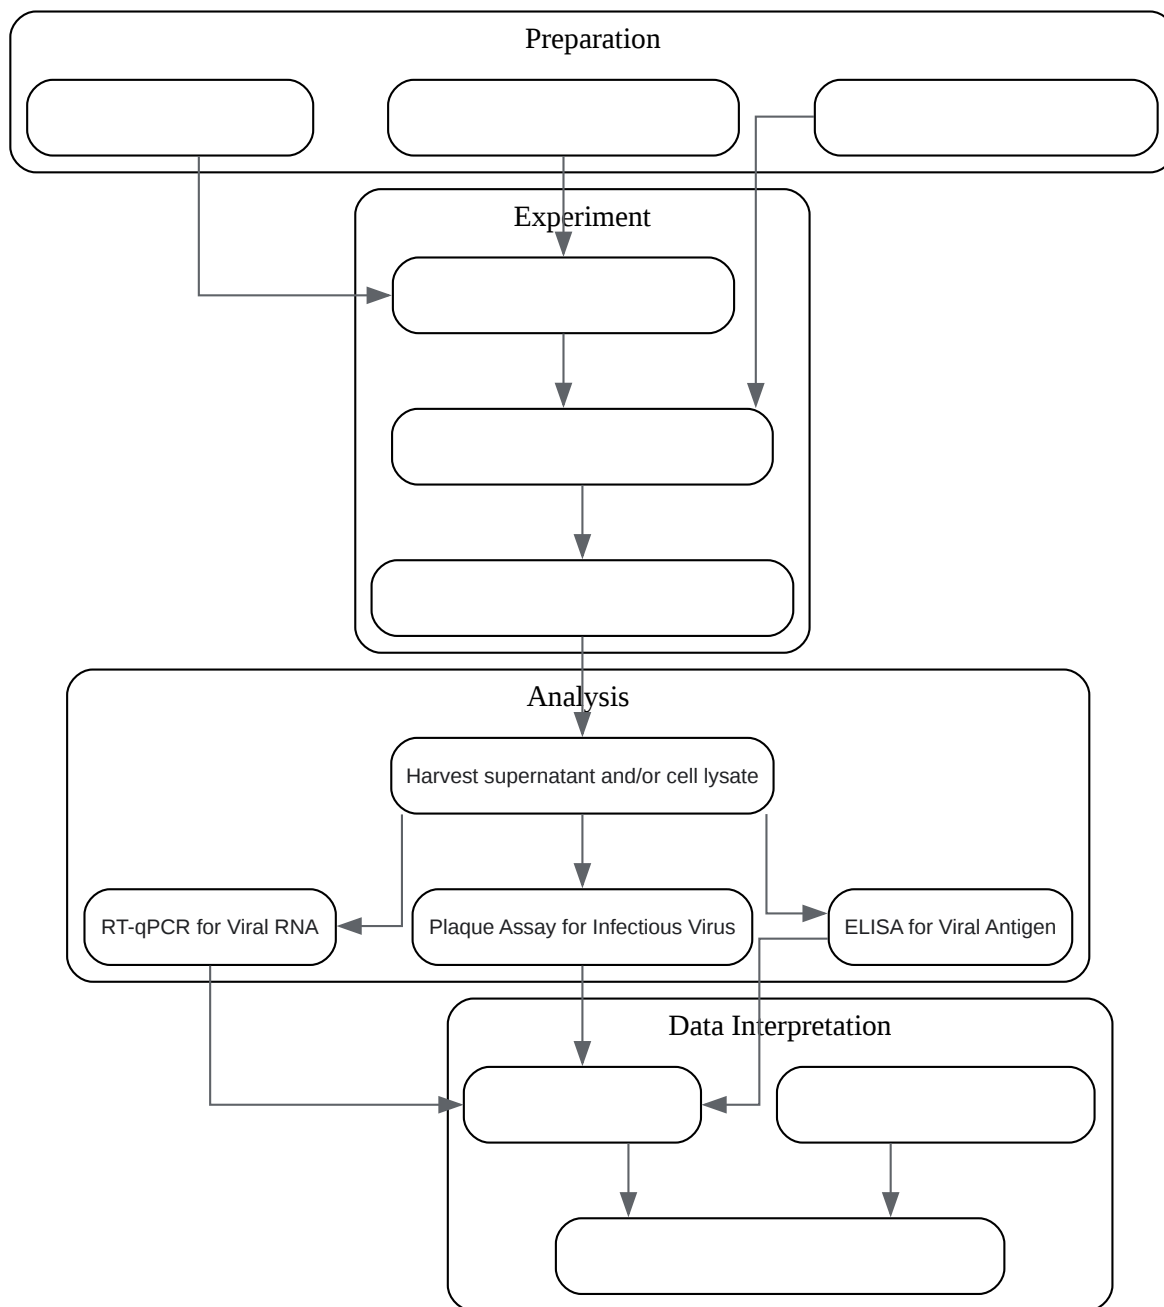 Preparation
Experiment
Analysis
Harvest supernatant and/or cell lysate
RT-qPCR for Viral RNA
Plaque Assay for Infectious Virus
ELISA for Viral Antigen
Data Interpretation